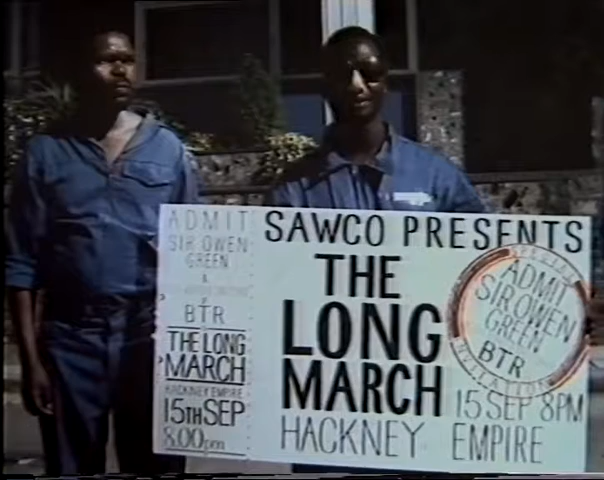 ADMIT
SIR OWEN
GREEN
&
BTR
THE LONG
MARCH
HACKNEY EMPIRE
15TH SEP
8.00pm
SAWCO PRESENTS
THE
LONG
MARCH
HACKNEY EMPIRE
ADMIT
SIR OWEN
GREEN
BTR
INVITATION
15 SEP 8PM